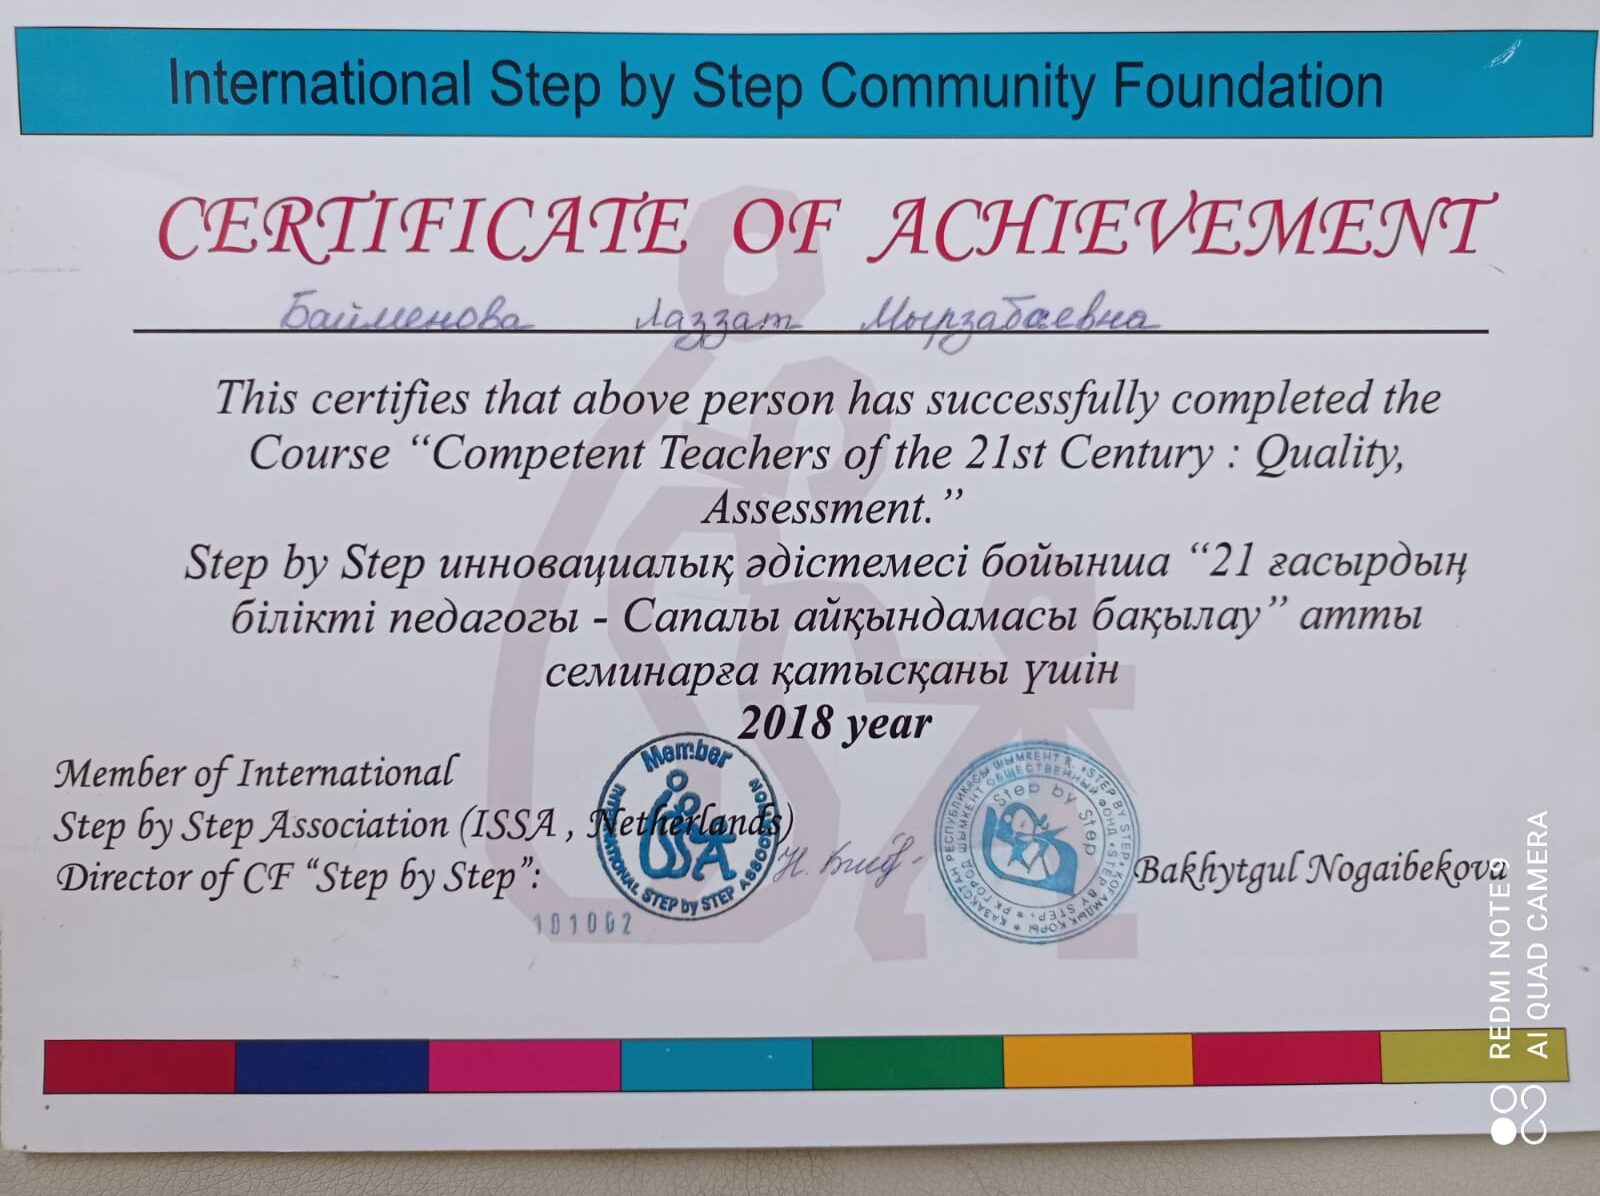 International Step by Step Community Foundation
CERTIFICATE OF ACHIEVEMENT
Байменова Лаззат Мырзабаевна
This certifies that above person has successfully completed the
Course “Competent Teachers of the 21st Century : Quality,
Assessment.”
Step by Step инновациалық әдістемесі бойынша “21 ғасырдың
білікті педагогы - Сапалы айқындамасы бақылау” атты
семинарға қатысқаны үшін
2018 year
Member of International
Step by Step Association (ISSA , Netherlands)
Director of CF “Step by Step”:
Bakhytgul Nogaibekova
Member
INTERNATIONAL STEP by STEP ASSOCIATION
ISSA
Step by Step
101002
REDMI NOTE 9
AI QUAD CAMERA